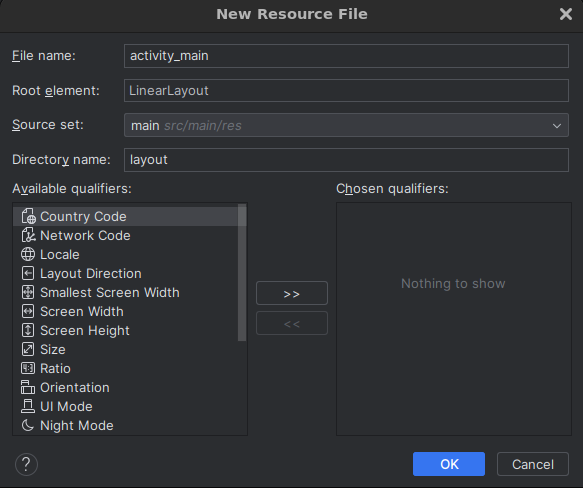 New Resource File
File name: activity_main
Root element: LinearLayout
Source set: main src/main/res
Directory name: layout
Available qualifiers:
Country Code
Network Code
Locale
Layout Direction
Smallest Screen Width
Screen Width
Screen Height
Size
Ratio
Orientation
UI Mode
Night Mode
>>
<<
Chosen qualifiers:
Nothing to show
?
OK
Cancel